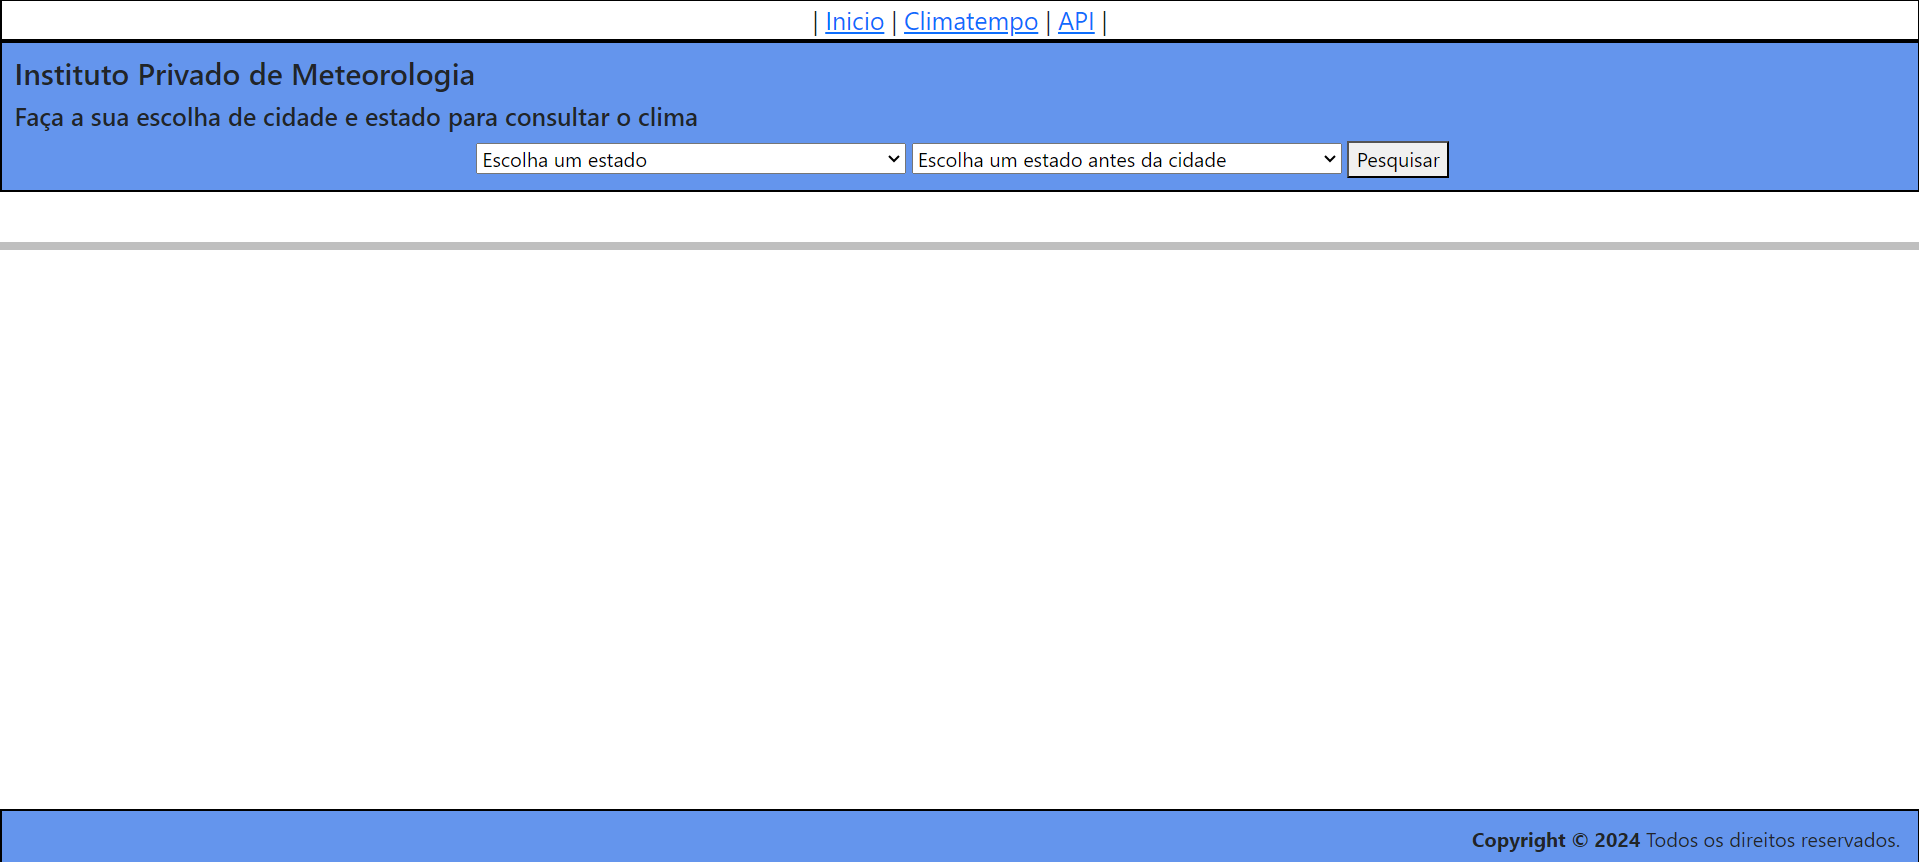 | Inicio | Climatempo | API |
Instituto Privado de Meteorologia
Faça a sua escolha de cidade e estado para consultar o clima
Escolha um estado Escolha um estado antes da cidade Pesquisar
Copyright © 2024 Todos os direitos reservados.